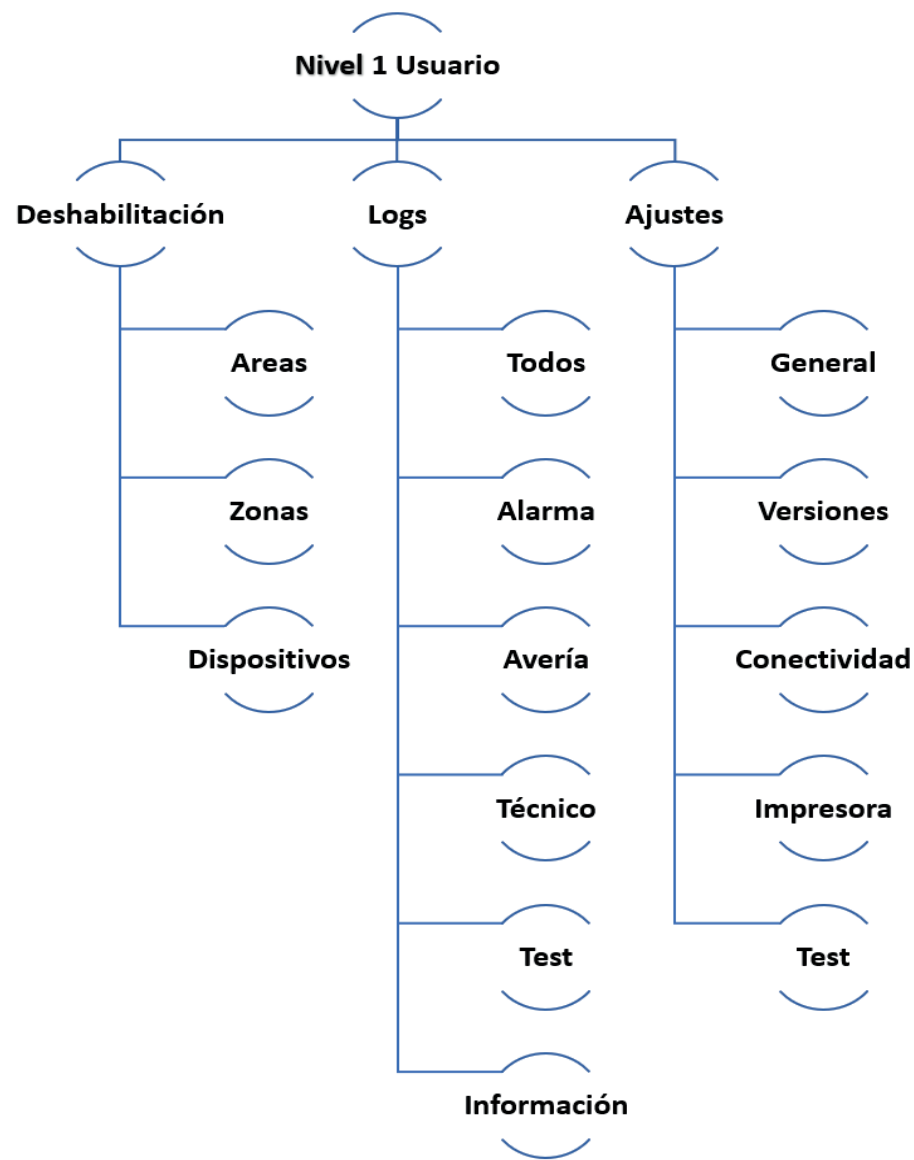 Nivel 1 Usuario
Deshabilitación
Logs
Ajustes
Areas
Zonas
Dispositivos
Todos
Alarma
Avería
Técnico
Test
Información
General
Versiones
Conectividad
Impresora
Test